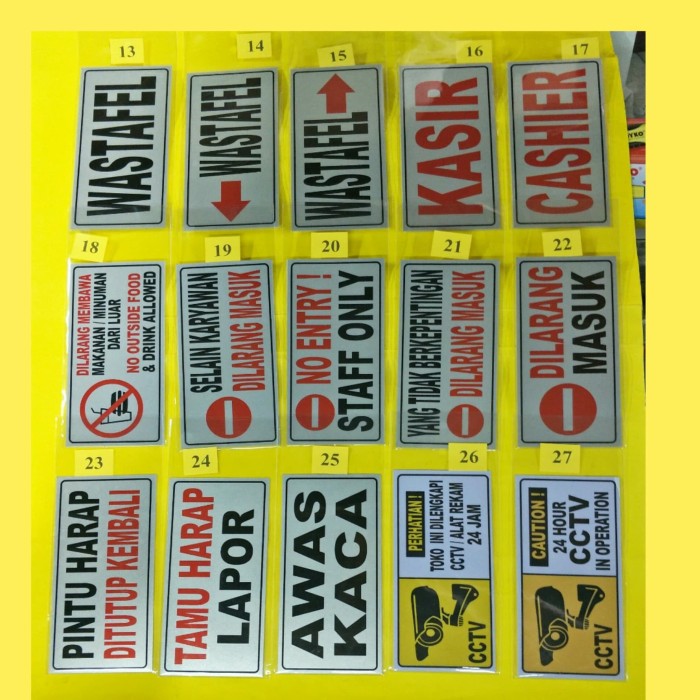 13
WASTAFEL
14
WASTAFEL
15
WASTAFEL
16
KASIR
17
CASHIER
18
DILARANG MEMBAWA
MAKANAN / MINUMAN
DARI LUAR
NO OUTSIDE FOOD
& DRINK ALLOWED
19
SELAIN KARYAWAN
DILARANG MASUK
20
NO ENTRY !
STAFF ONLY
21
YANG TIDAK BERKEPENTINGAN
DILARANG MASUK
22
DILARANG
MASUK
23
PINTU HARAP
DITUTUP KEMBALI
24
TAMU HARAP
LAPOR
25
AWAS
KACA
26
PERHATIAN !
TOKO INI DILENGKAPI
CCTV / ALAT REKAM
24 JAM
CCTV
27
CAUTION !
24 HOUR
CCTV
IN OPERATION
CCTV